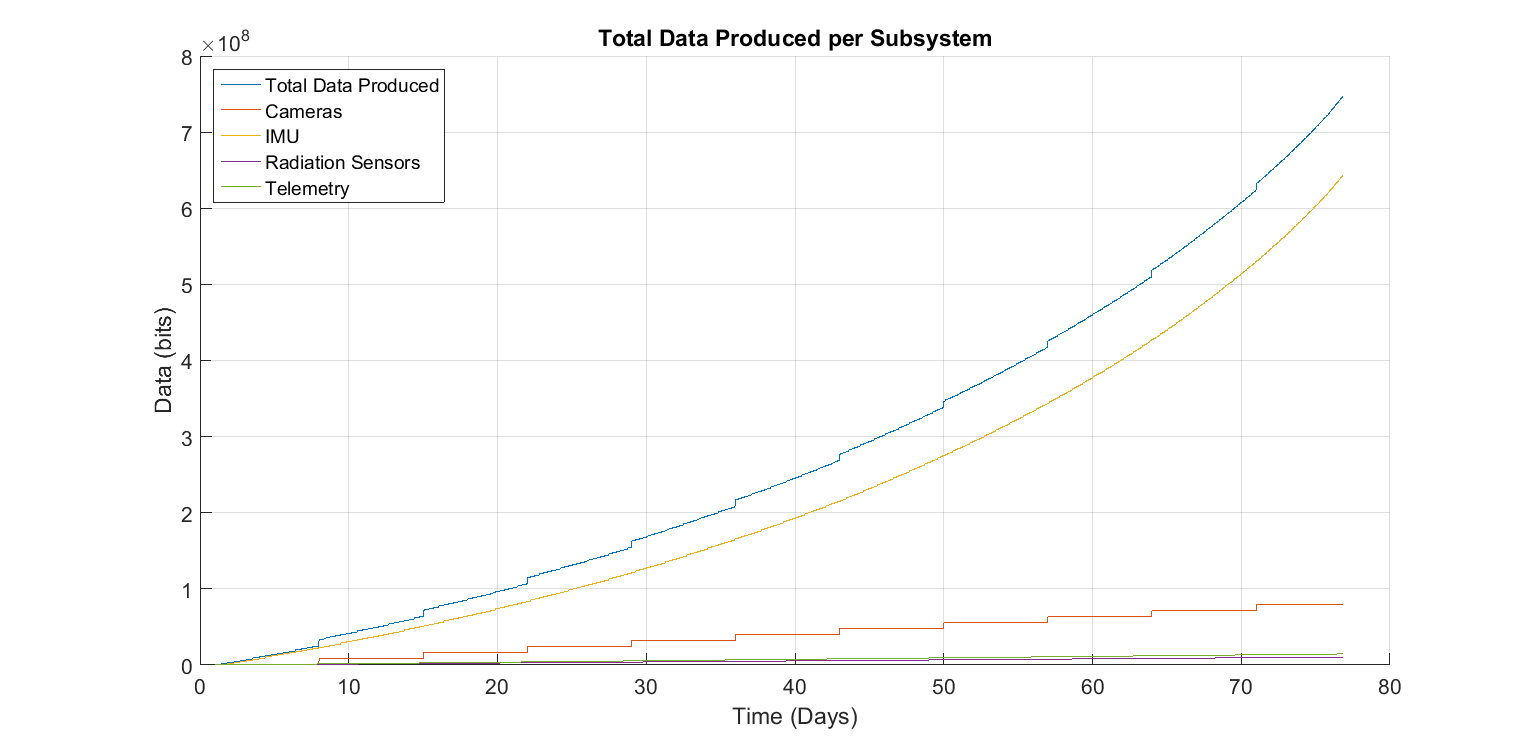 Total Data Produced per Subsystem
×10^8
8
7
6
5
4
3
2
1
0
Data (bits)
Total Data Produced
Cameras
IMU
Radiation Sensors
Telemetry
0 10 20 30 40 50 60 70 80
Time (Days)